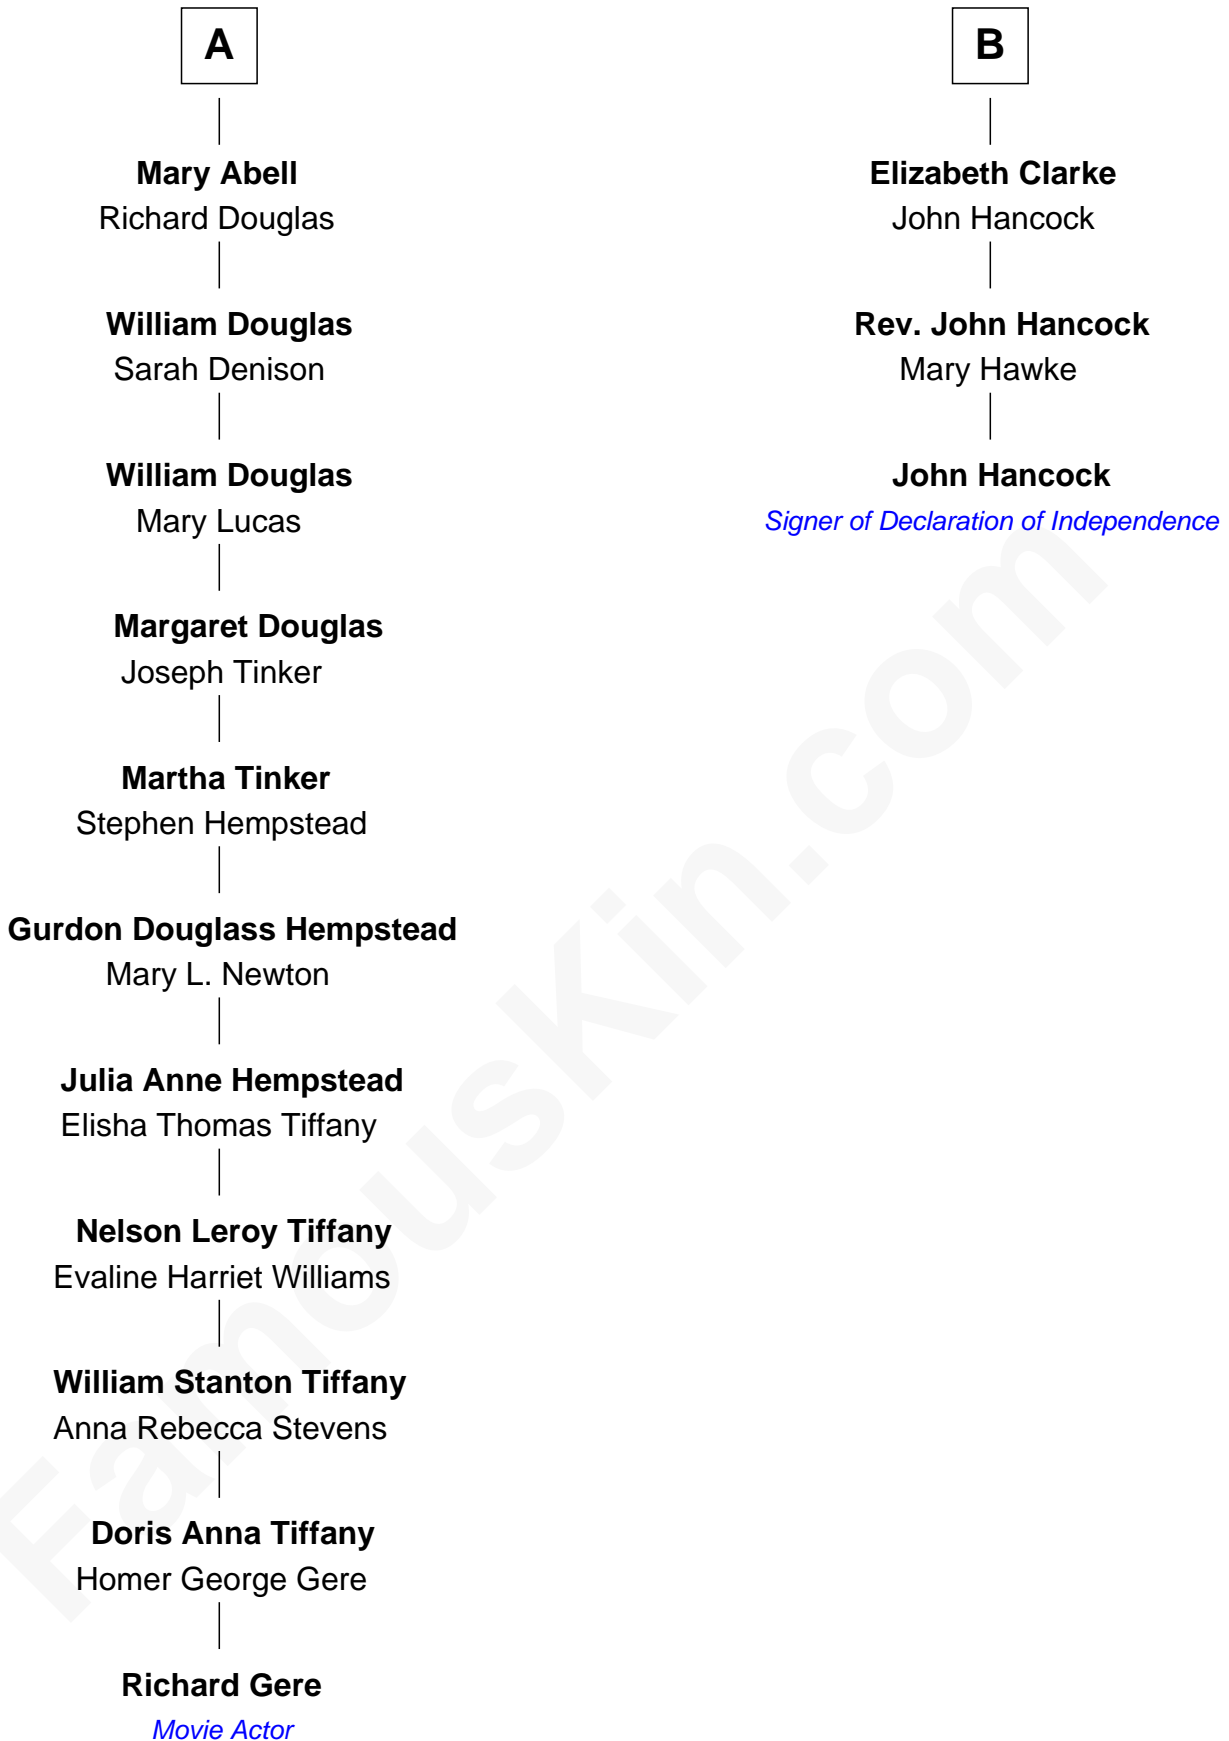 A
Mary Abell
Richard Douglas
William Douglas
Sarah Denison
William Douglas
Mary Lucas
Margaret Douglas
Joseph Tinker
Martha Tinker
Stephen Hempstead
Gurdon Douglass Hempstead
Mary L. Newton
Julia Anne Hempstead
Elisha Thomas Tiffany
Nelson Leroy Tiffany
Evaline Harriet Williams
William Stanton Tiffany
Anna Rebecca Stevens
Doris Anna Tiffany
Homer George Gere
Richard Gere
Movie Actor
B
Elizabeth Clarke
John Hancock
Rev. John Hancock
Mary Hawke
John Hancock
Signer of Declaration of Independence
FamousKin.com